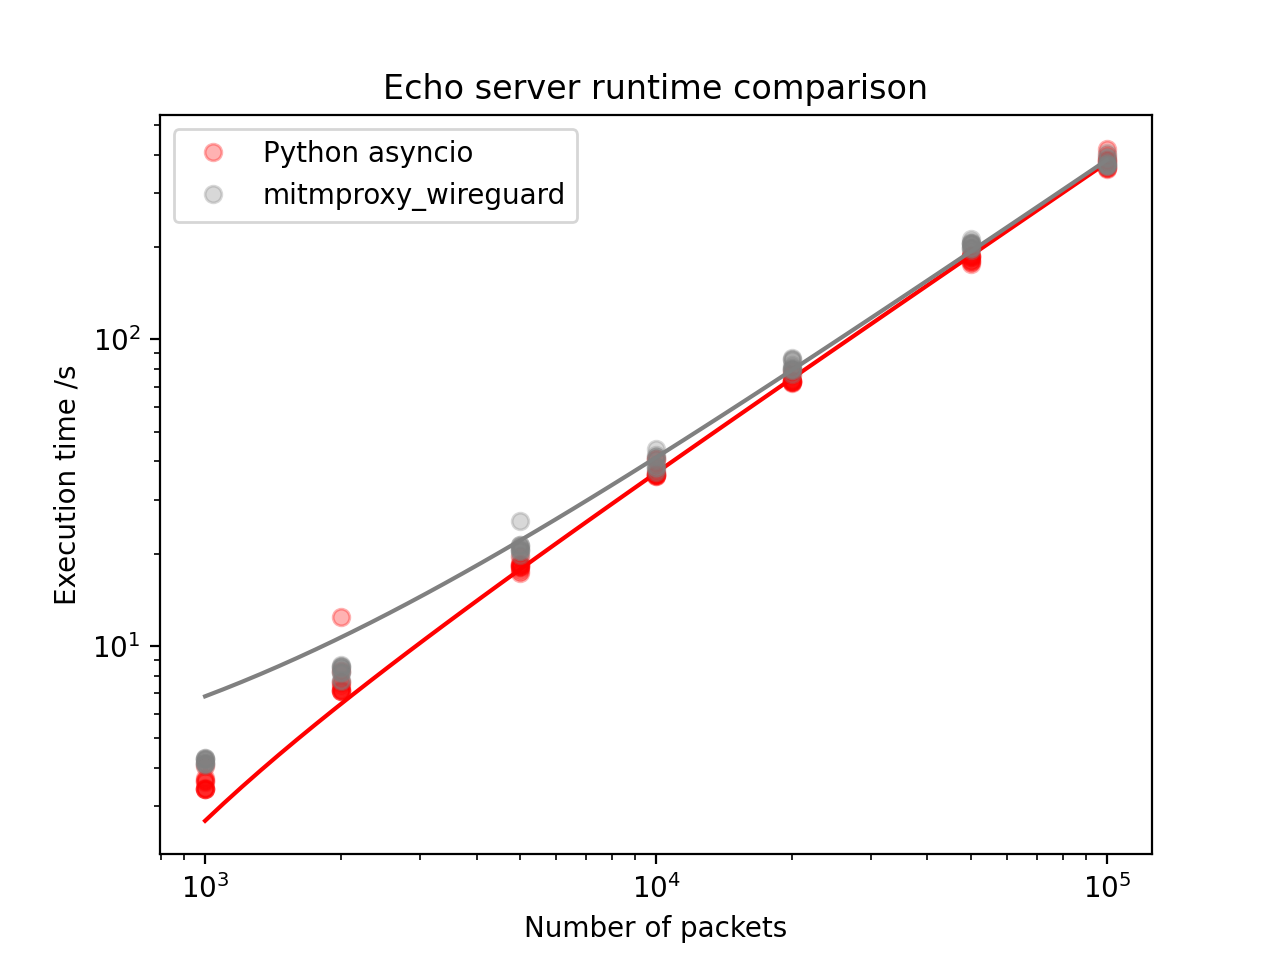 Echo server runtime comparison
Python asyncio
mitmproxy_wireguard
Execution time /s
10²
10¹
10³
10⁴
10⁵
Number of packets